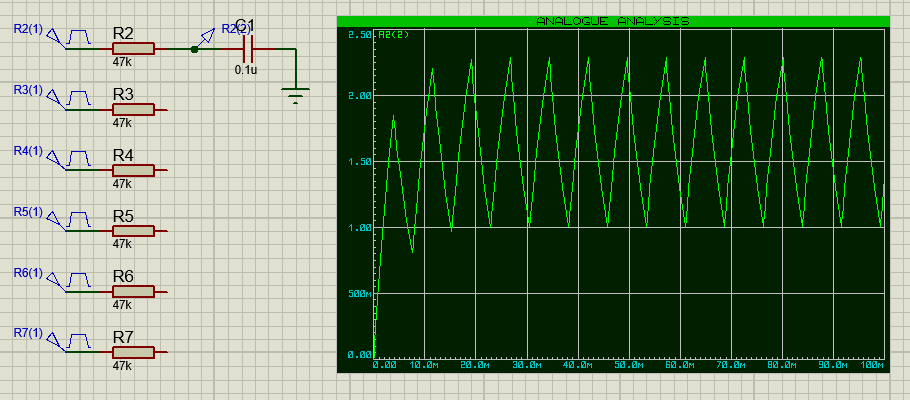 R2(1)
R2
47k
R2(2)
C1
0.1u
R3(1)
R3
47k
R4(1)
R4
47k
R5(1)
R5
47k
R6(1)
R6
47k
R7(1)
R7
47k
ANALOGUE ANALYSIS
2.50
R2(2)
2.00
1.50
1.00
500m
0.00
0.00 10.0m 20.0m 30.0m 40.0m 50.0m 60.0m 70.0m 80.0m 90.0m 100m